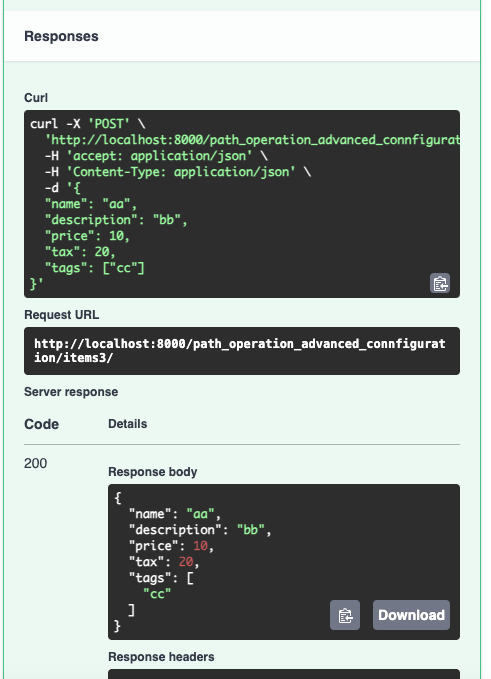 Responses
Curl
curl -X 'POST' \
  'http://localhost:8000/path_operation_advanced_connfigurat
  -H 'accept: application/json' \
  -H 'Content-Type: application/json' \
  -d '{
  "name": "aa",
  "description": "bb",
  "price": 10,
  "tax": 20,
  "tags": ["cc"]
}'
Request URL
http://localhost:8000/path_operation_advanced_connfigurat
ion/items3/
Server response
Code Details
200
Response body
{
  "name": "aa",
  "description": "bb",
  "price": 10,
  "tax": 20,
  "tags": [
    "cc"
  ]
}
Download
Response headers